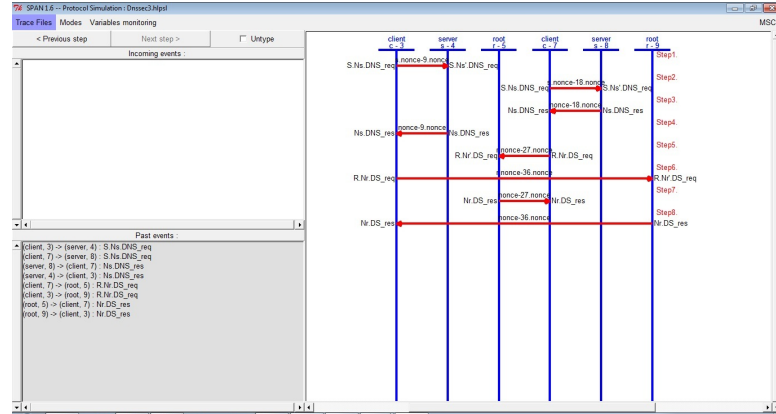 SPAN 1.6 -- Protocol Simulation : Dnssec3.hlpsl
Trace Files Modes Variables monitoring MSC
< Previous step Next step > Untype
Incoming events :
Past events :
(client, 3) -> (server, 4) : S.Ns.DNS_req
(client, 7) -> (server, 8) : S.Ns.DNS_req
(server, 8) -> (client, 7) : Ns.DNS_res
(server, 4) -> (client, 3) : Ns.DNS_res
(client, 7) -> (root, 5) : R.Nr.DS_req
(client, 3) -> (root, 9) : R.Nr.DS_req
(root, 5) -> (client, 7) : Nr.DS_res
(root, 9) -> (client, 3) : Nr.DS_res
client server root client server root
c - 3 s - 4 r - 5 c - 7 s - 8 r - 9
Step1.
S.Ns.DNS_req s.nonce-9.nonce S.Ns'.DNS_req
Step2.
S.Ns.DNS_req s.nonce-18.nonce S.Ns'.DNS_req
Step3.
Ns.DNS_res nonce-18.nonce Ns.DNS_res
Step4.
Ns.DNS_res nonce-9.nonce Ns.DNS_res
Step5.
R.Nr'.DS_req r.nonce-27.nonce R.Nr.DS_req
Step6.
R.Nr.DS_req r.nonce-36.nonce R.Nr'.DS_req
Step7.
Nr.DS_res nonce-27.nonce Nr.DS_res
Step8.
Nr.DS_res nonce-36.nonce Nr.DS_res